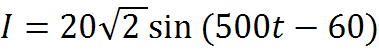 I = 20√2 sin (500t − 60)